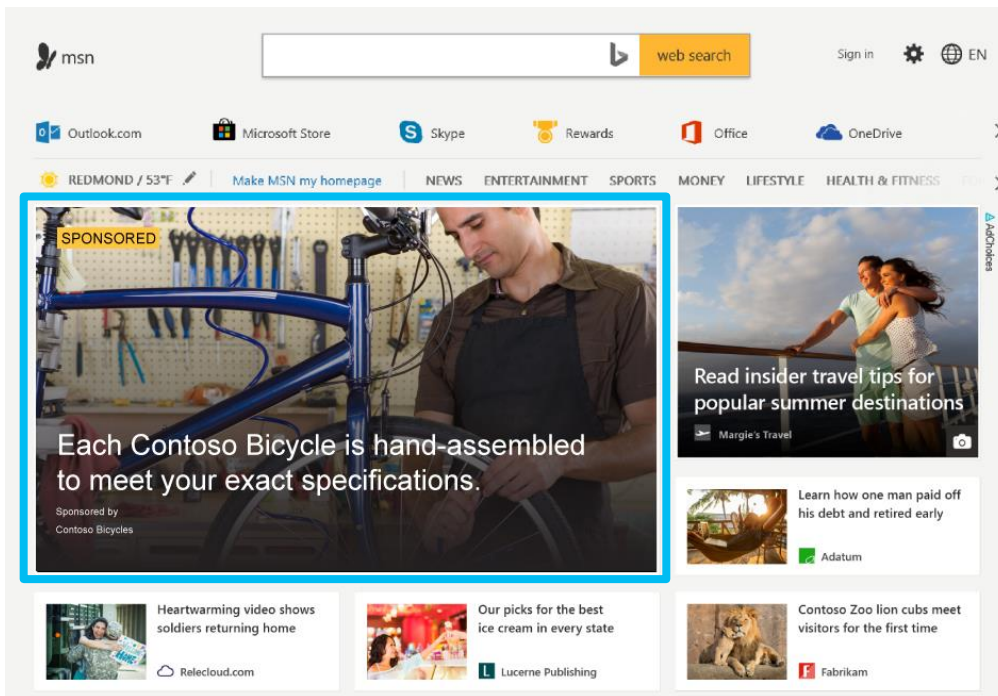 msn
web search
Sign in
EN
Outlook.com
Microsoft Store
Skype
Rewards
Office
OneDrive
REDMOND / 53°F
Make MSN my homepage
NEWS
ENTERTAINMENT
SPORTS
MONEY
LIFESTYLE
HEALTH & FITNESS
SPONSORED
Each Contoso Bicycle is hand-assembled
to meet your exact specifications.
Sponsored by
Contoso Bicycles
AdChoices
Read insider travel tips for
popular summer destinations
Margie's Travel
Learn how one man paid off
his debt and retired early
Adatum
Heartwarming video shows
soldiers returning home
Relecloud.com
Our picks for the best
ice cream in every state
L
Lucerne Publishing
Contoso Zoo lion cubs meet
visitors for the first time
Fabrikam